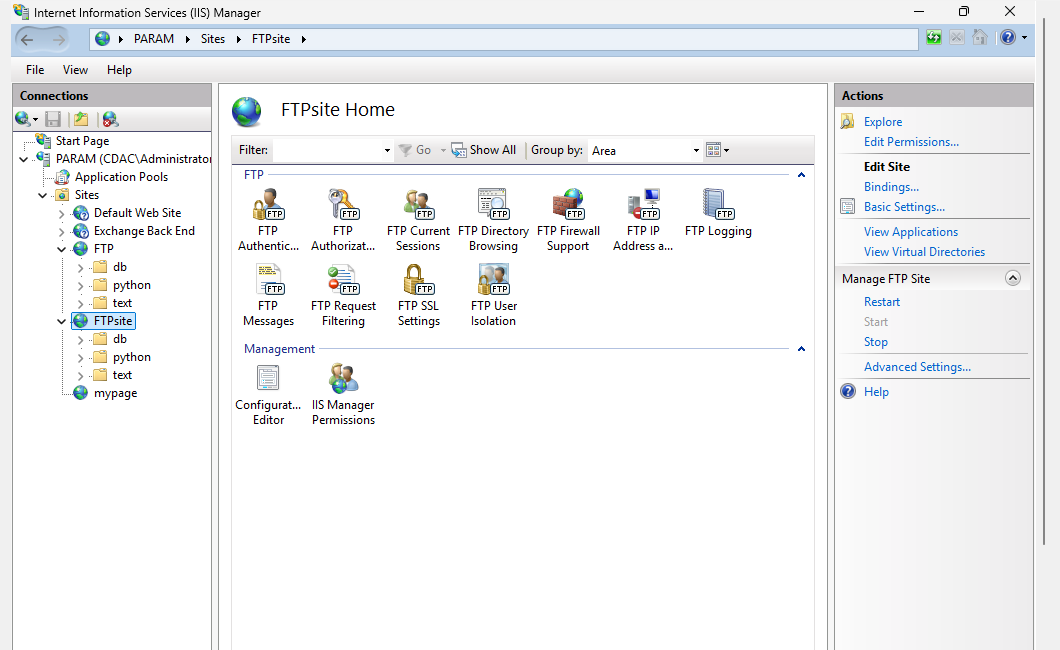 Internet Information Services (IIS) Manager
PARAM Sites FTPsite
File View Help
Connections
Start Page
PARAM (CDAC\Administrator
Application Pools
Sites
Default Web Site
Exchange Back End
FTP
db
python
text
FTPsite
db
python
text
mypage
FTPsite Home
Filter: Go Show All Group by: Area
FTP
FTP Authentic...
FTP Authorizat...
FTP Current Sessions
FTP Directory Browsing
FTP Firewall Support
FTP IP Address a...
FTP Logging
FTP Messages
FTP Request Filtering
FTP SSL Settings
FTP User Isolation
Management
Configurat... Editor
IIS Manager Permissions
Actions
Explore
Edit Permissions...
Edit Site
Bindings...
Basic Settings...
View Applications
View Virtual Directories
Manage FTP Site
Restart
Start
Stop
Advanced Settings...
Help